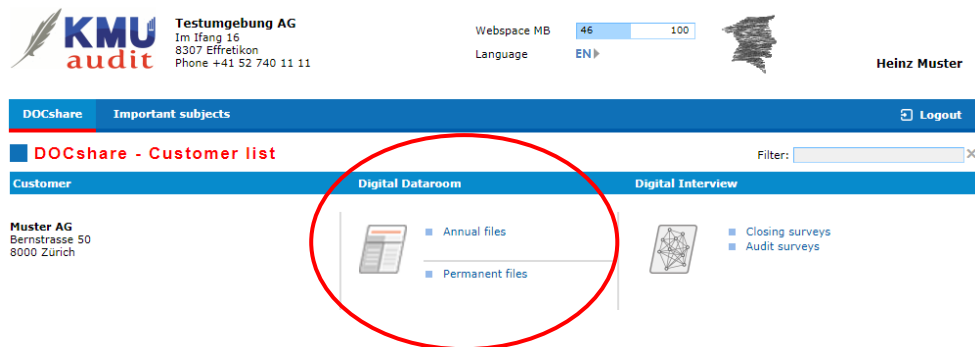 KMU
audit
Testumgebung AG
Im Ifang 16
8307 Effretikon
Phone +41 52 740 11 11
Webspace MB 46 100
Language EN
Heinz Muster
DOCshare Important subjects Logout
DOCshare - Customer list
Filter:
Customer Digital Dataroom Digital Interview
Muster AG
Bernstrasse 50
8000 Zürich
Annual files
Permanent files
Closing surveys
Audit surveys